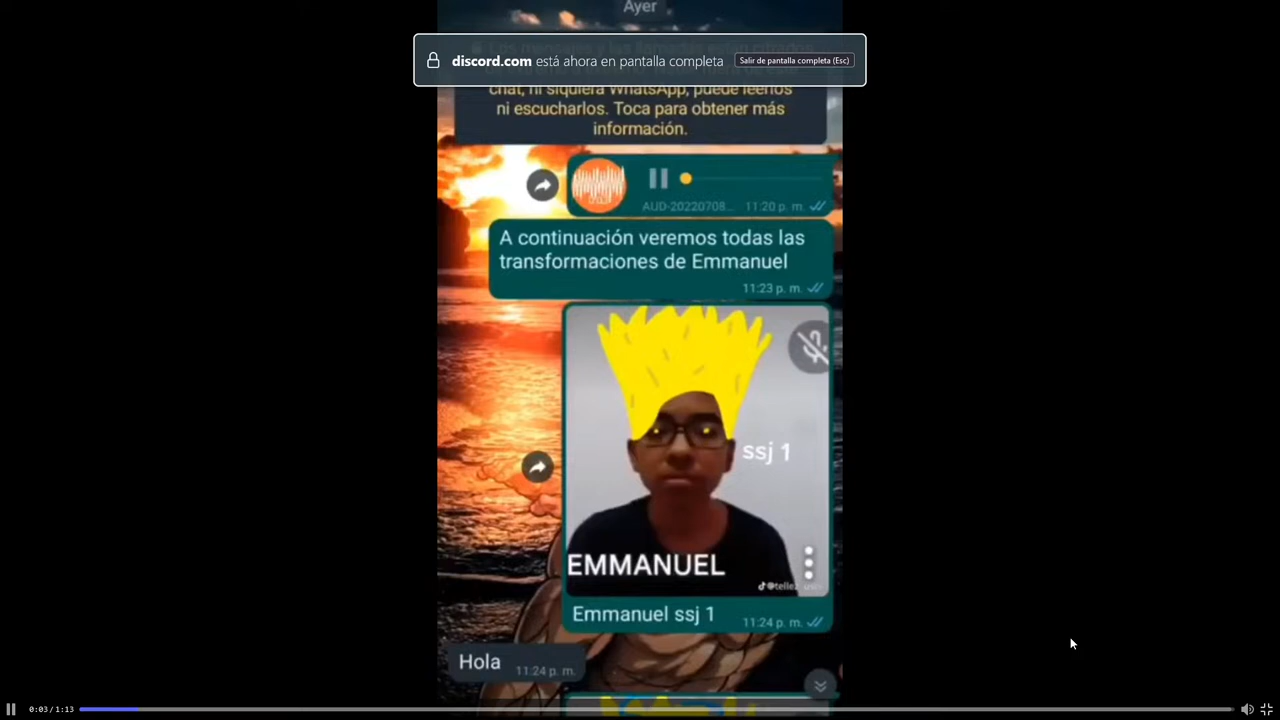 Ayer
discord.com está ahora en pantalla completa Salir de pantalla completa (Esc)
chat, ni siquiera WhatsApp, puede leerlos
ni escucharlos. Toca para obtener más
información.
AUD-20220708... 11:20 p. m.
A continuación veremos todas las
transformaciones de Emmanuel
11:23 p. m.
ssj 1
EMMANUEL
Emmanuel ssj 1
11:24 p. m.
Hola
11:24 p. m.
0:03 / 1:13